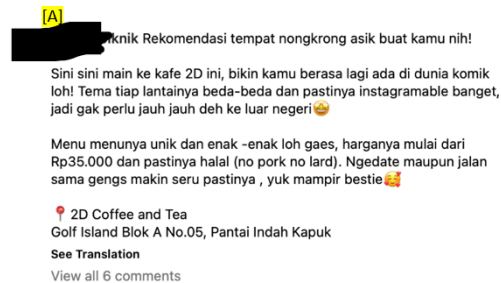 [A]
Rekomendasi tempat nongkrong asik buat kamu nih!
Sini sini main ke kafe 2D ini, bikin kamu berasa lagi ada di dunia komik
loh! Tema tiap lantainya beda-beda dan pastinya instagramable banget,
jadi gak perlu jauh jauh deh ke luar negeri🤩
Menu menunya unik dan enak -enak loh gaes, harganya mulai dari
Rp35.000 dan pastinya halal (no pork no lard). Ngedate maupun jalan
sama gengs makin seru pastinya , yuk mampir bestie🥰
📍 2D Coffee and Tea
Golf Island Blok A No.05, Pantai Indah Kapuk
See Translation
View all 6 comments